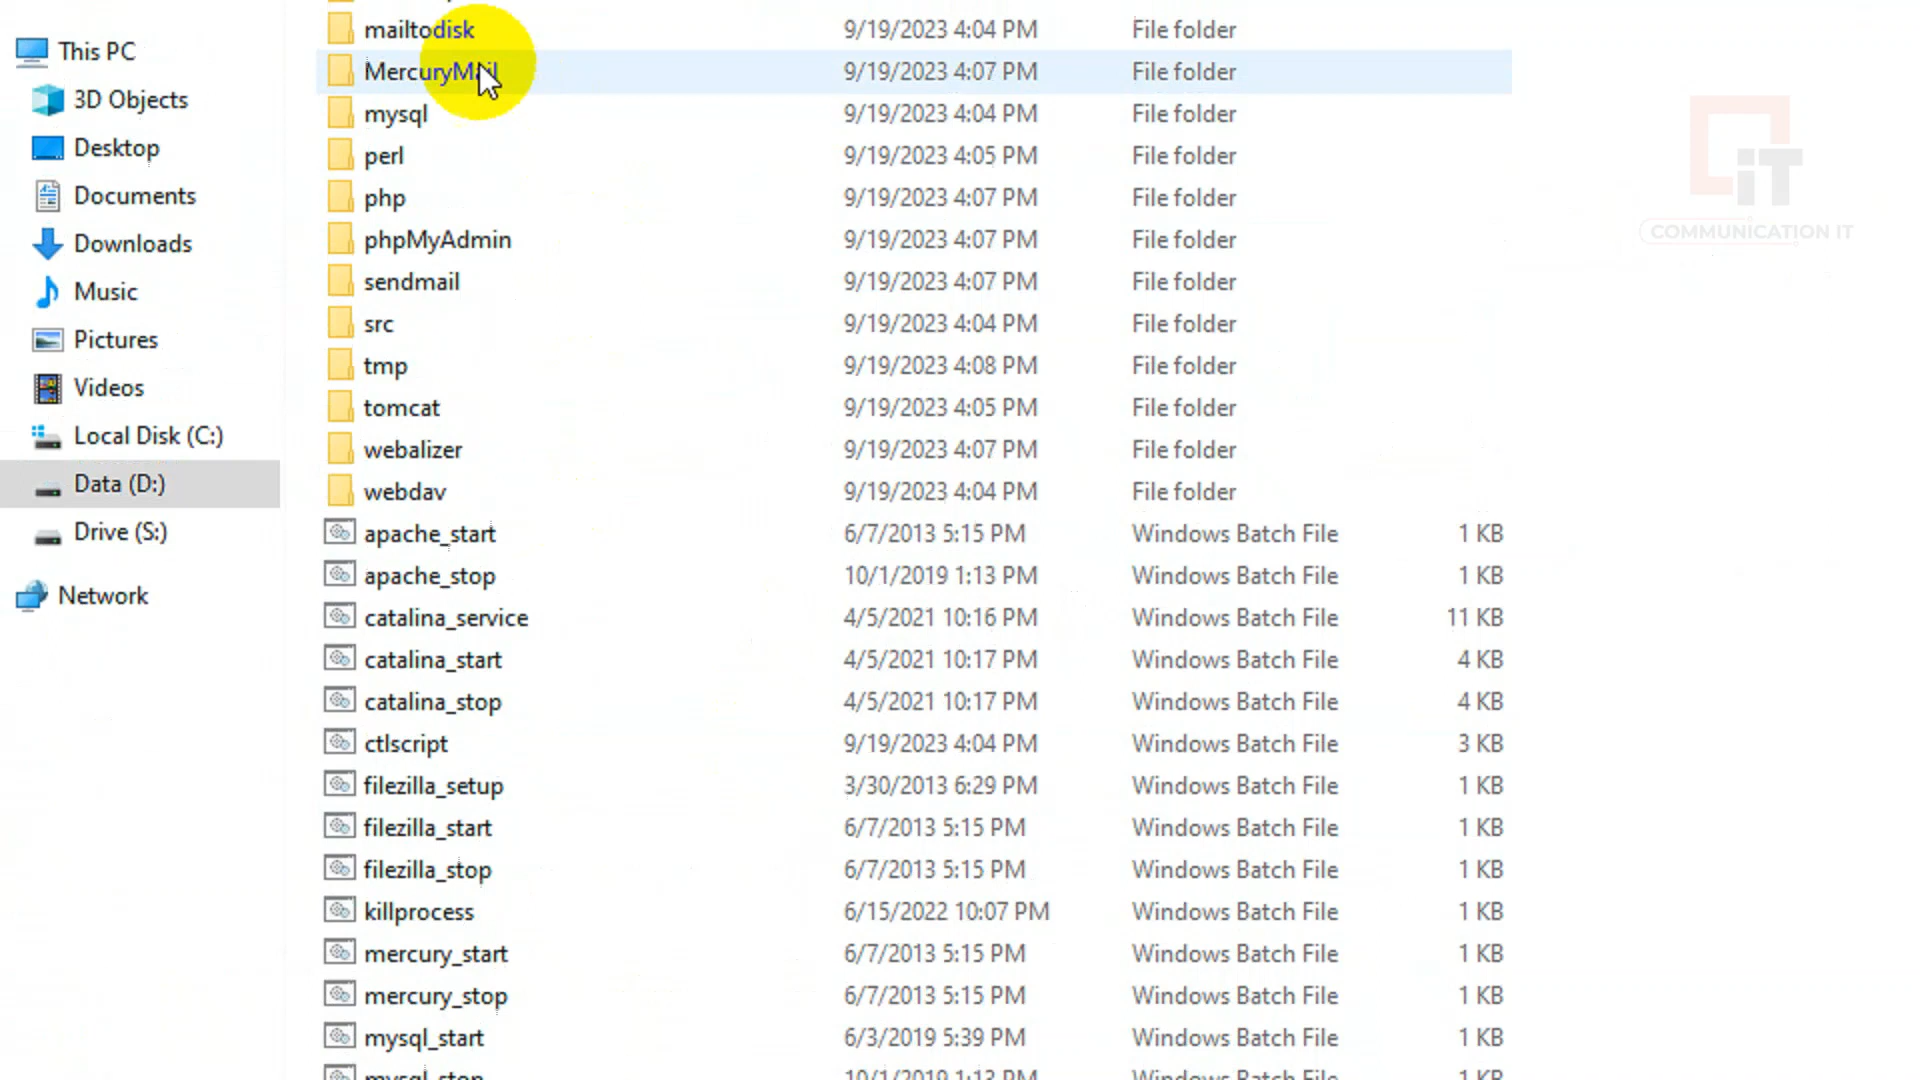 This PC
3D Objects
Desktop
Documents
Downloads
Music
Pictures
Videos
Local Disk (C:)
Data (D:)
Drive (S:)
Network
mailtodisk 9/19/2023 4:04 PM File folder
MercuryMail 9/19/2023 4:07 PM File folder
mysql 9/19/2023 4:04 PM File folder
perl 9/19/2023 4:05 PM File folder
php 9/19/2023 4:07 PM File folder
phpMyAdmin 9/19/2023 4:07 PM File folder
sendmail 9/19/2023 4:07 PM File folder
src 9/19/2023 4:04 PM File folder
tmp 9/19/2023 4:08 PM File folder
tomcat 9/19/2023 4:05 PM File folder
webalizer 9/19/2023 4:07 PM File folder
webdav 9/19/2023 4:04 PM File folder
apache_start 6/7/2013 5:15 PM Windows Batch File 1 KB
apache_stop 10/1/2019 1:13 PM Windows Batch File 1 KB
catalina_service 4/5/2021 10:16 PM Windows Batch File 11 KB
catalina_start 4/5/2021 10:17 PM Windows Batch File 4 KB
catalina_stop 4/5/2021 10:17 PM Windows Batch File 4 KB
ctlscript 9/19/2023 4:04 PM Windows Batch File 3 KB
filezilla_setup 3/30/2013 6:29 PM Windows Batch File 1 KB
filezilla_start 6/7/2013 5:15 PM Windows Batch File 1 KB
filezilla_stop 6/7/2013 5:15 PM Windows Batch File 1 KB
killprocess 6/15/2022 10:07 PM Windows Batch File 1 KB
mercury_start 6/7/2013 5:15 PM Windows Batch File 1 KB
mercury_stop 6/7/2013 5:15 PM Windows Batch File 1 KB
mysql_start 6/3/2019 5:39 PM Windows Batch File 1 KB
mysql_stop 10/1/2019 1:13 PM Windows Batch File 1 KB
iT
COMMUNICATION IT